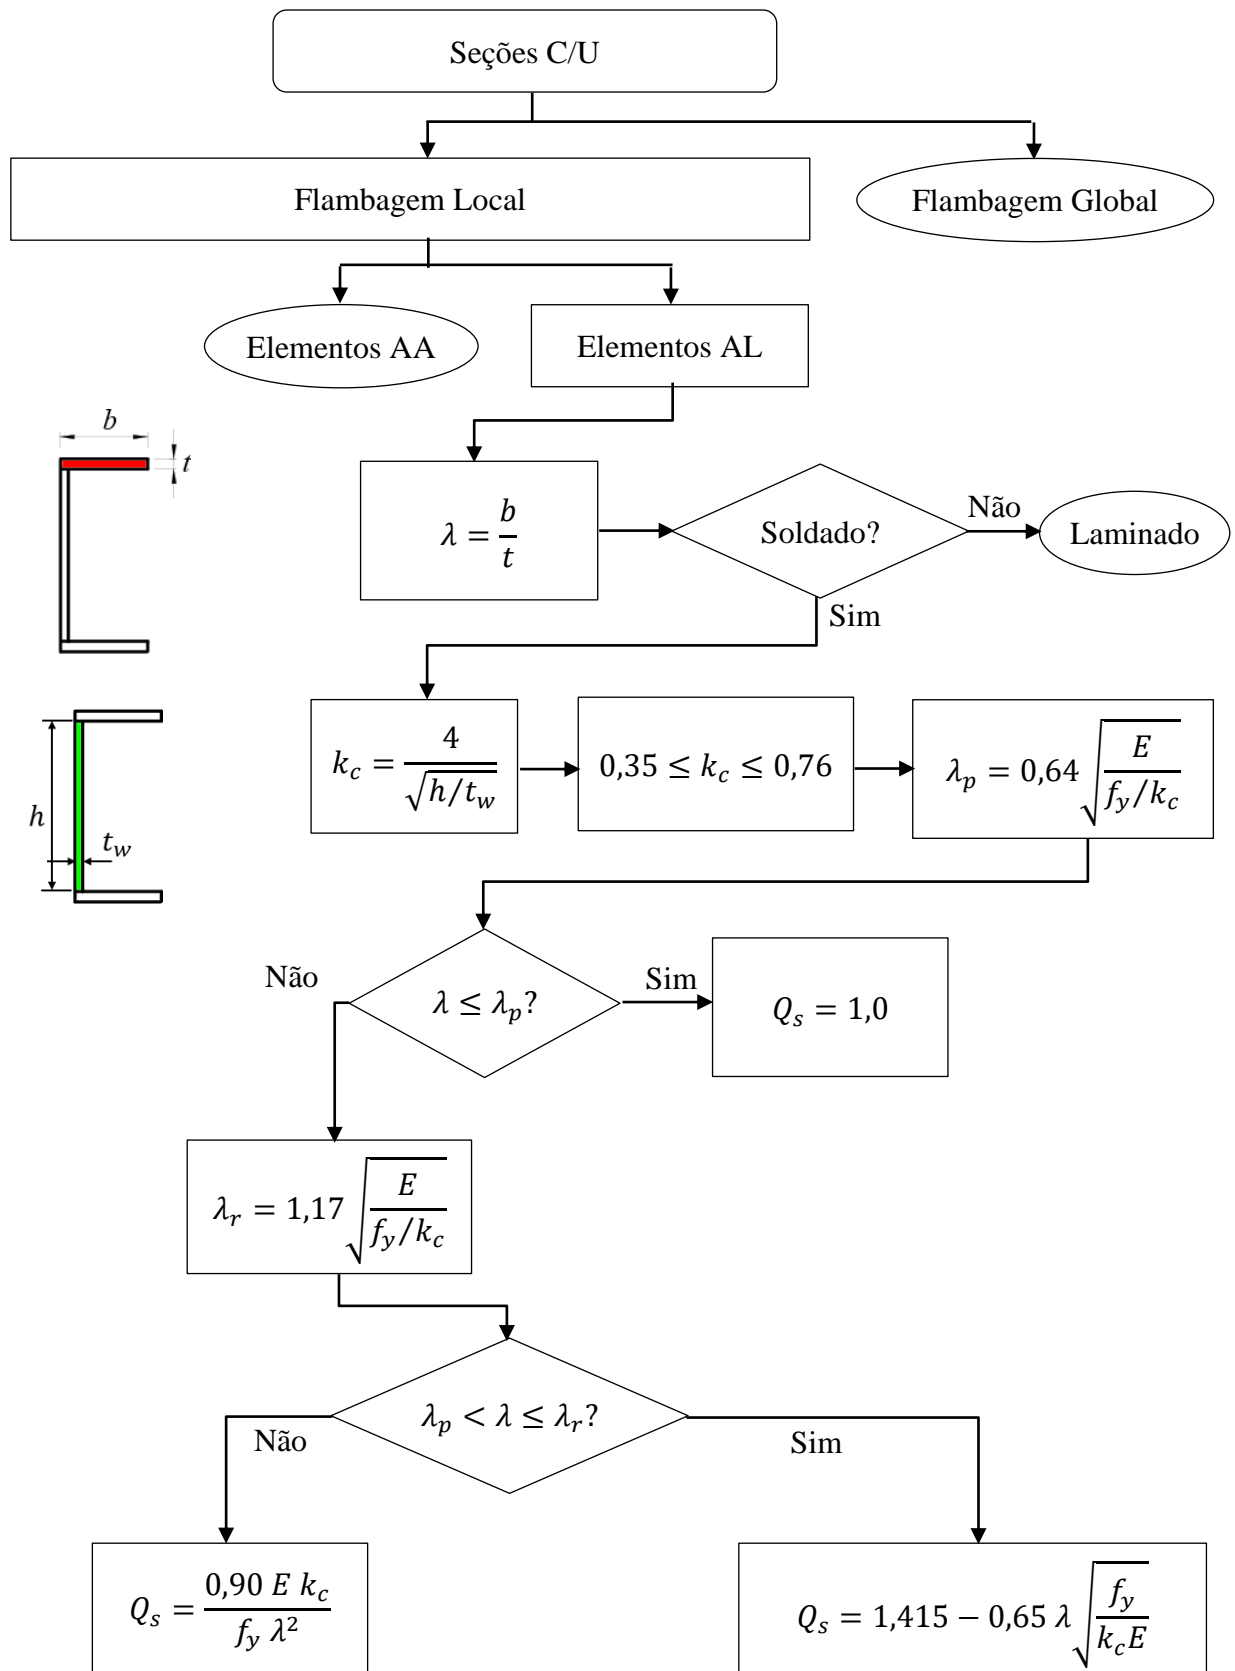 Seções C/U
Flambagem Local
Flambagem Global
Elementos AA
Elementos AL
b
t
λ = b/t
Soldado?
Não
Laminado
Sim
h
t_w
k_c = 4/√(h/t_w)
0,35 ≤ k_c ≤ 0,76
λ_p = 0,64 √(E/(f_y/k_c))
Não
λ ≤ λ_p?
Sim
Q_s = 1,0
λ_r = 1,17 √(E/(f_y/k_c))
λ_p < λ ≤ λ_r?
Não
Sim
Q_s = 0,90 E k_c/(f_y λ²)
Q_s = 1,415 − 0,65 λ √(f_y/(k_c E))